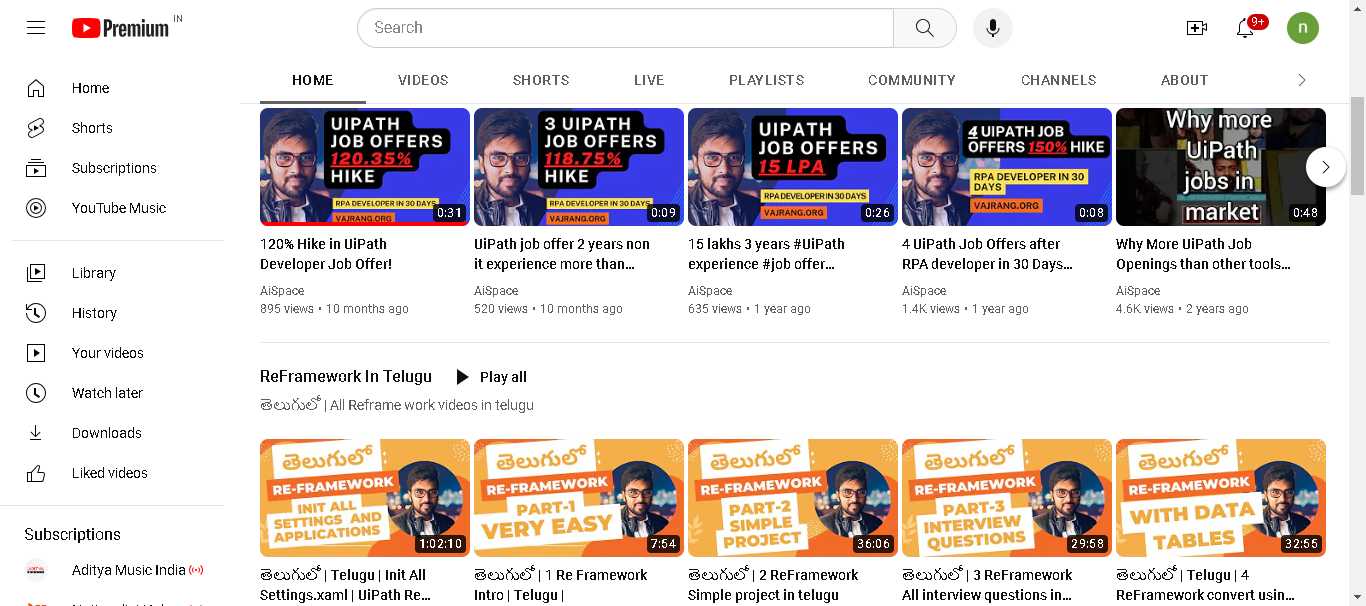 Premium IN
Search
9+
n
HOME VIDEOS SHORTS LIVE PLAYLISTS COMMUNITY CHANNELS ABOUT
Home
Shorts
Subscriptions
YouTube Music
Library
History
Your videos
Watch later
Downloads
Liked videos
Subscriptions
Aditya Music India
UIPATH
JOB OFFERS
120.35%
HIKE
RPA DEVELOPER IN 30 DAYS
VAJRANG.ORG
0:31
120% Hike in UiPath
Developer Job Offer!
AiSpace
895 views • 10 months ago
3 UIPATH
JOB OFFERS
118.75%
HIKE
RPA DEVELOPER IN 30 DAYS
VAJRANG.ORG
0:09
UiPath job offer 2 years non
it experience more than...
AiSpace
520 views • 10 months ago
UIPATH
JOB OFFERS
15 LPA
RPA DEVELOPER IN 30 DAYS
VAJRANG.ORG
0:26
15 lakhs 3 years #UiPath
experience #job offer...
AiSpace
635 views • 1 year ago
4 UIPATH JOB
OFFERS 150% HIKE
RPA DEVELOPER IN 30
DAYS
VAJRANG.ORG
0:08
4 UiPath Job Offers after
RPA developer in 30 Days...
AiSpace
1.4K views • 1 year ago
Why more
UiPath
jobs in
market
0:48
Why More UiPath Job
Openings than other tools...
AiSpace
4.6K views • 2 years ago
ReFramework In Telugu Play all
తెలుగులో | All Reframe work videos in telugu
తెలుగులో
RE-FRAMEWORK
INIT ALL
SETTINGS AND
APPLICATIONS
1:02:10
తెలుగులో | Telugu | Init All
Settings.xaml | UiPath Re...
తెలుగులో
RE-FRAMEWORK
PART-1
VERY EASY
7:54
తెలుగులో | 1 Re Framework
Intro | Telugu |
తెలుగులో
RE-FRAMEWORK
PART-2
SIMPLE
PROJECT
36:06
తెలుగులో | 2 ReFramework
Simple project in telugu
తెలుగులో
RE-FRAMEWORK
PART-3
INTERVIEW
QUESTIONS
29:58
తెలుగులో | 3 ReFramework
All interview questions in...
తెలుగులో
RE-FRAMEWORK
WITH DATA
TABLES
32:55
తెలుగులో | Telugu | 4
ReFramework convert usin...